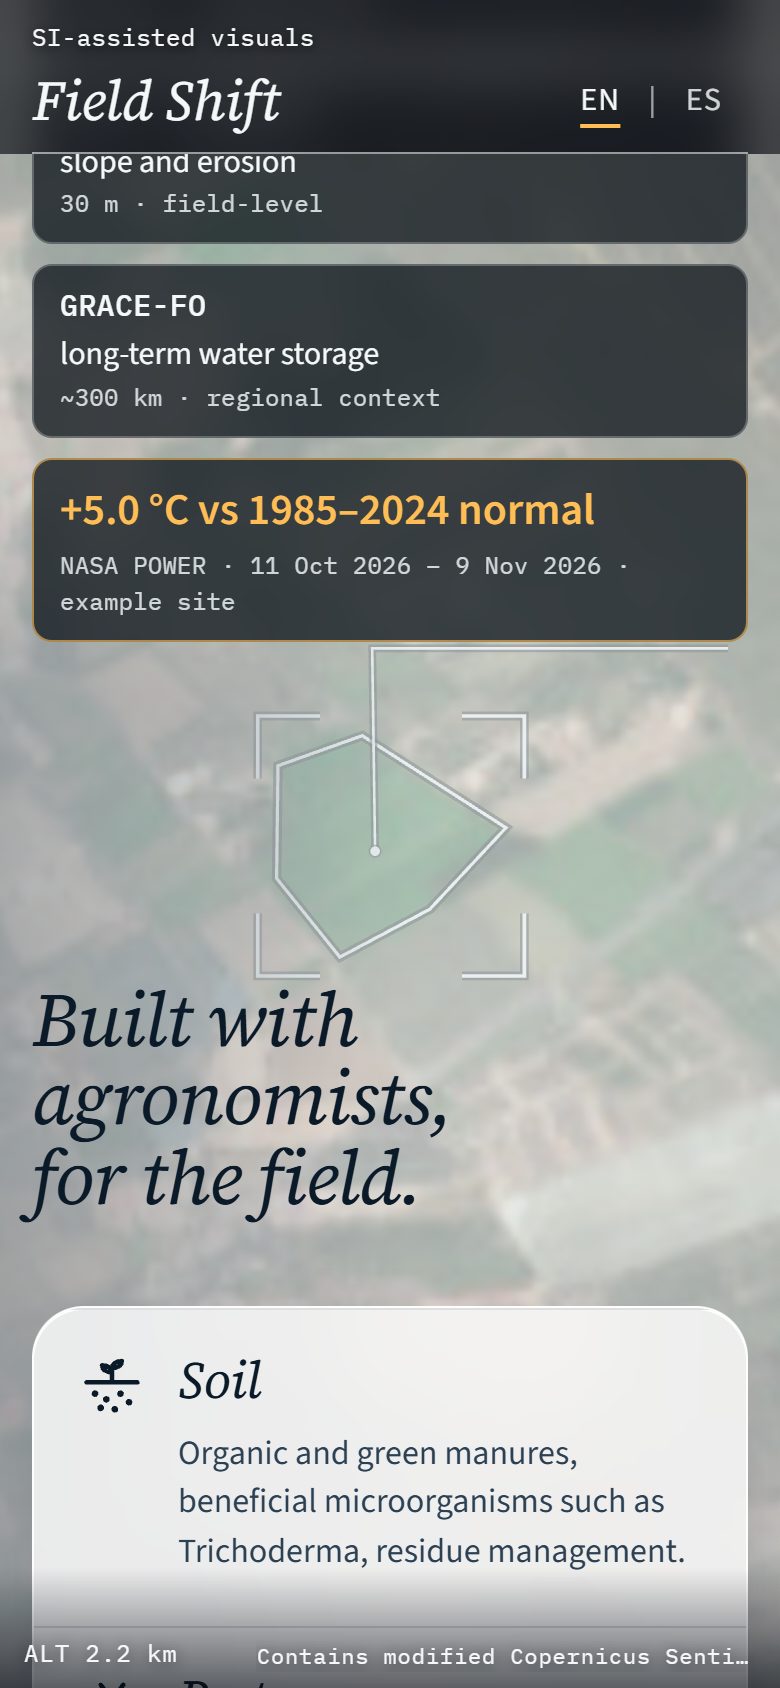 SI-assisted visuals
Field Shift
EN | ES
slope and erosion
30 m · field-level
GRACE-FO
long-term water storage
~300 km · regional context
+5.0 °C vs 1985–2024 normal
NASA POWER · 11 Oct 2026 – 9 Nov 2026 ·
example site
Built with
agronomists,
for the field.
Soil
Organic and green manures,
beneficial microorganisms such as
Trichoderma, residue management.
ALT 2.2 km
Contains modified Copernicus Senti…